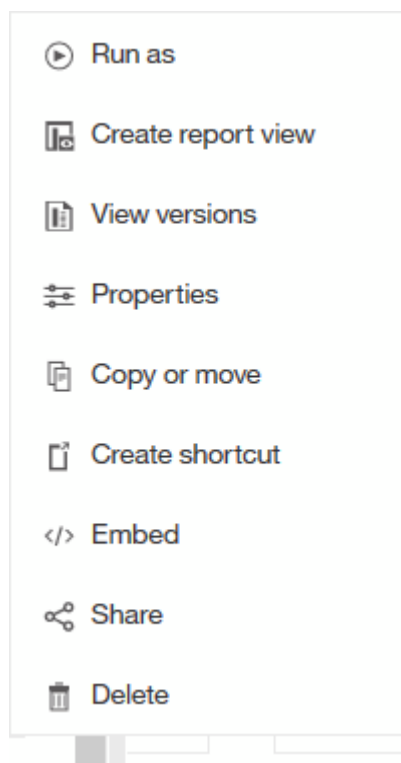 Run as
Create report view
View versions
Properties
Copy or move
Create shortcut
Embed
Share
Delete